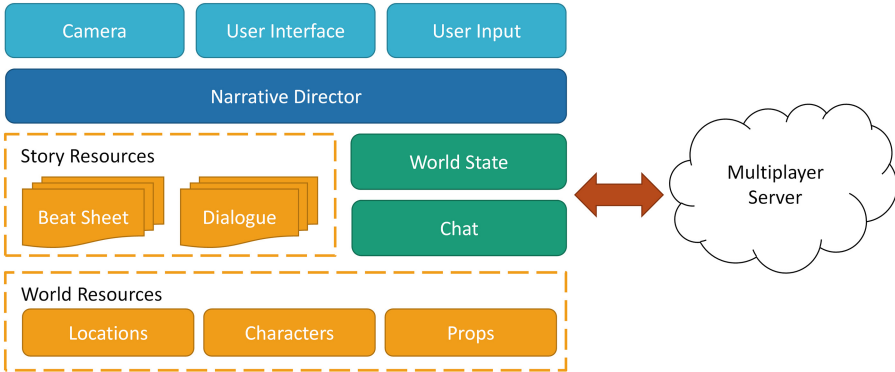 Camera
User Interface
User Input
Narrative Director
Story Resources
Beat Sheet
Dialogue
World State
Chat
World Resources
Locations
Characters
Props
Multiplayer
Server